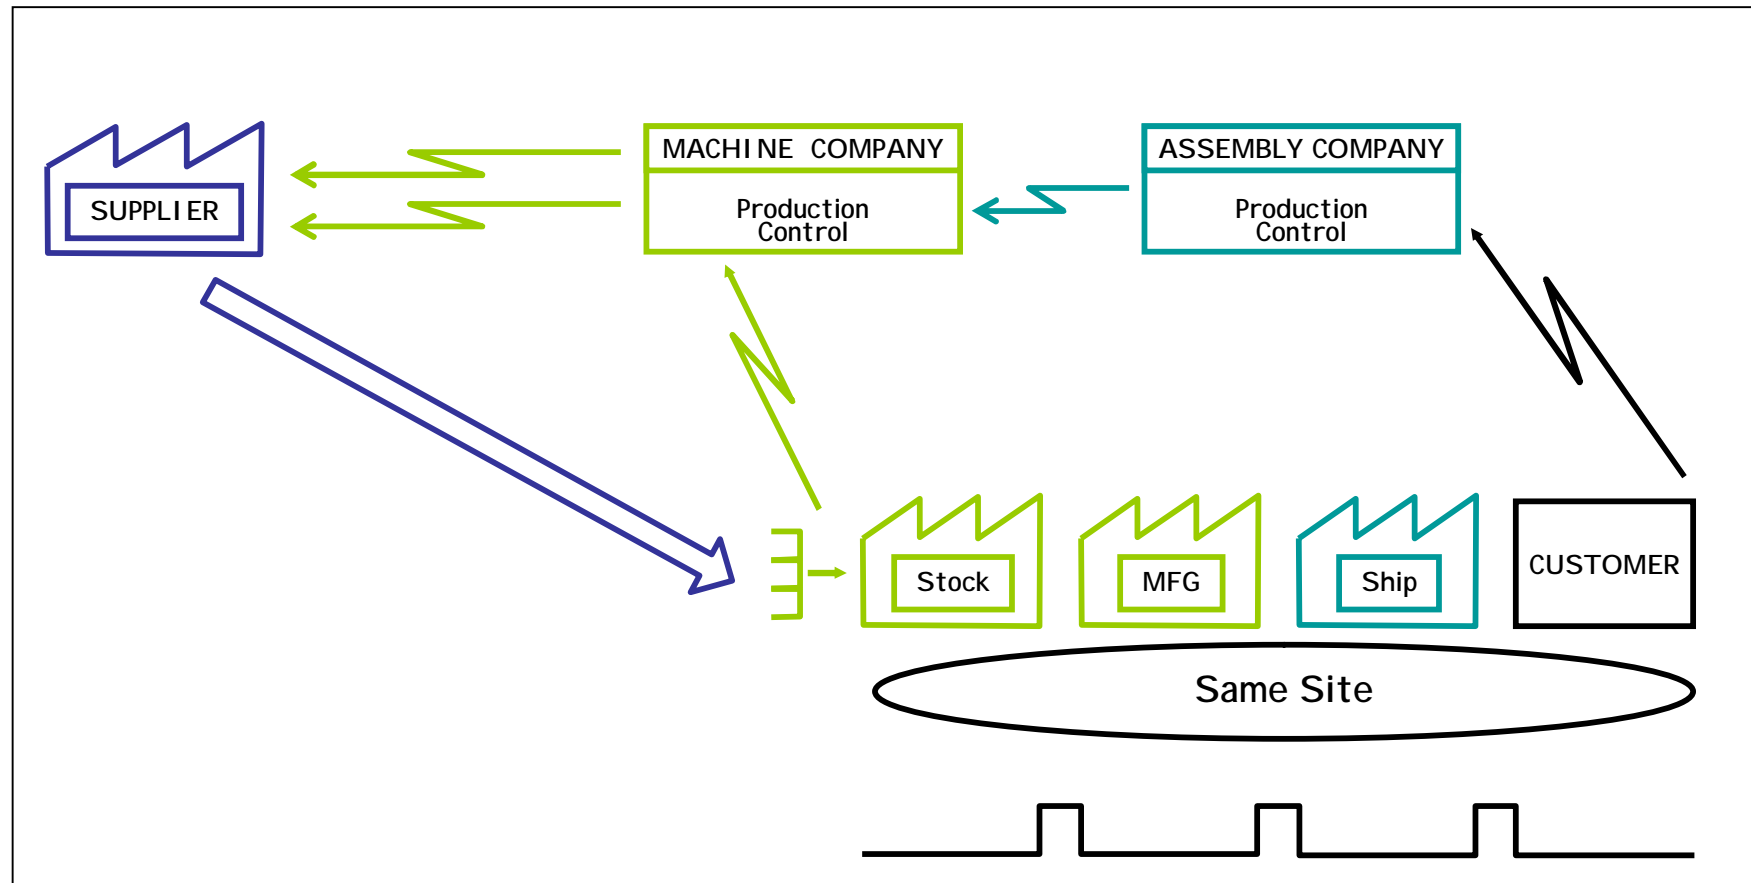 MACHINE COMPANY
ASSEMBLY COMPANY
SUPPLIER
Production
Control
Production
Control
Stock
MFG
Ship
CUSTOMER
Same Site